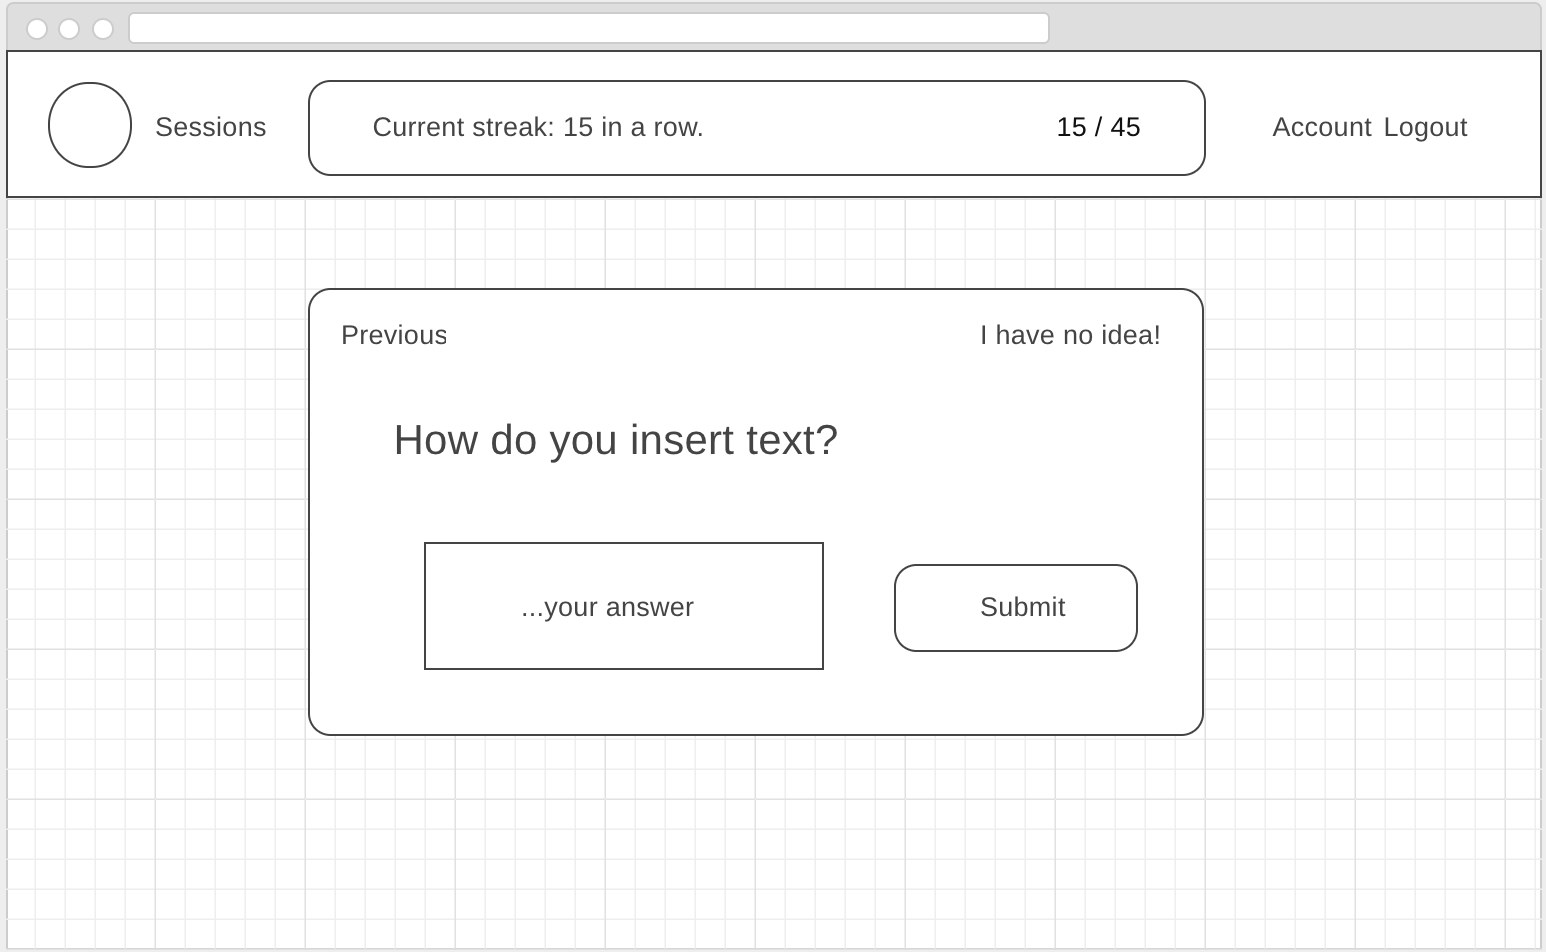 Sessions
Current streak: 15 in a row.
15 / 45
Account
Logout
Previous
I have no idea!
How do you insert text?
...your answer
Submit